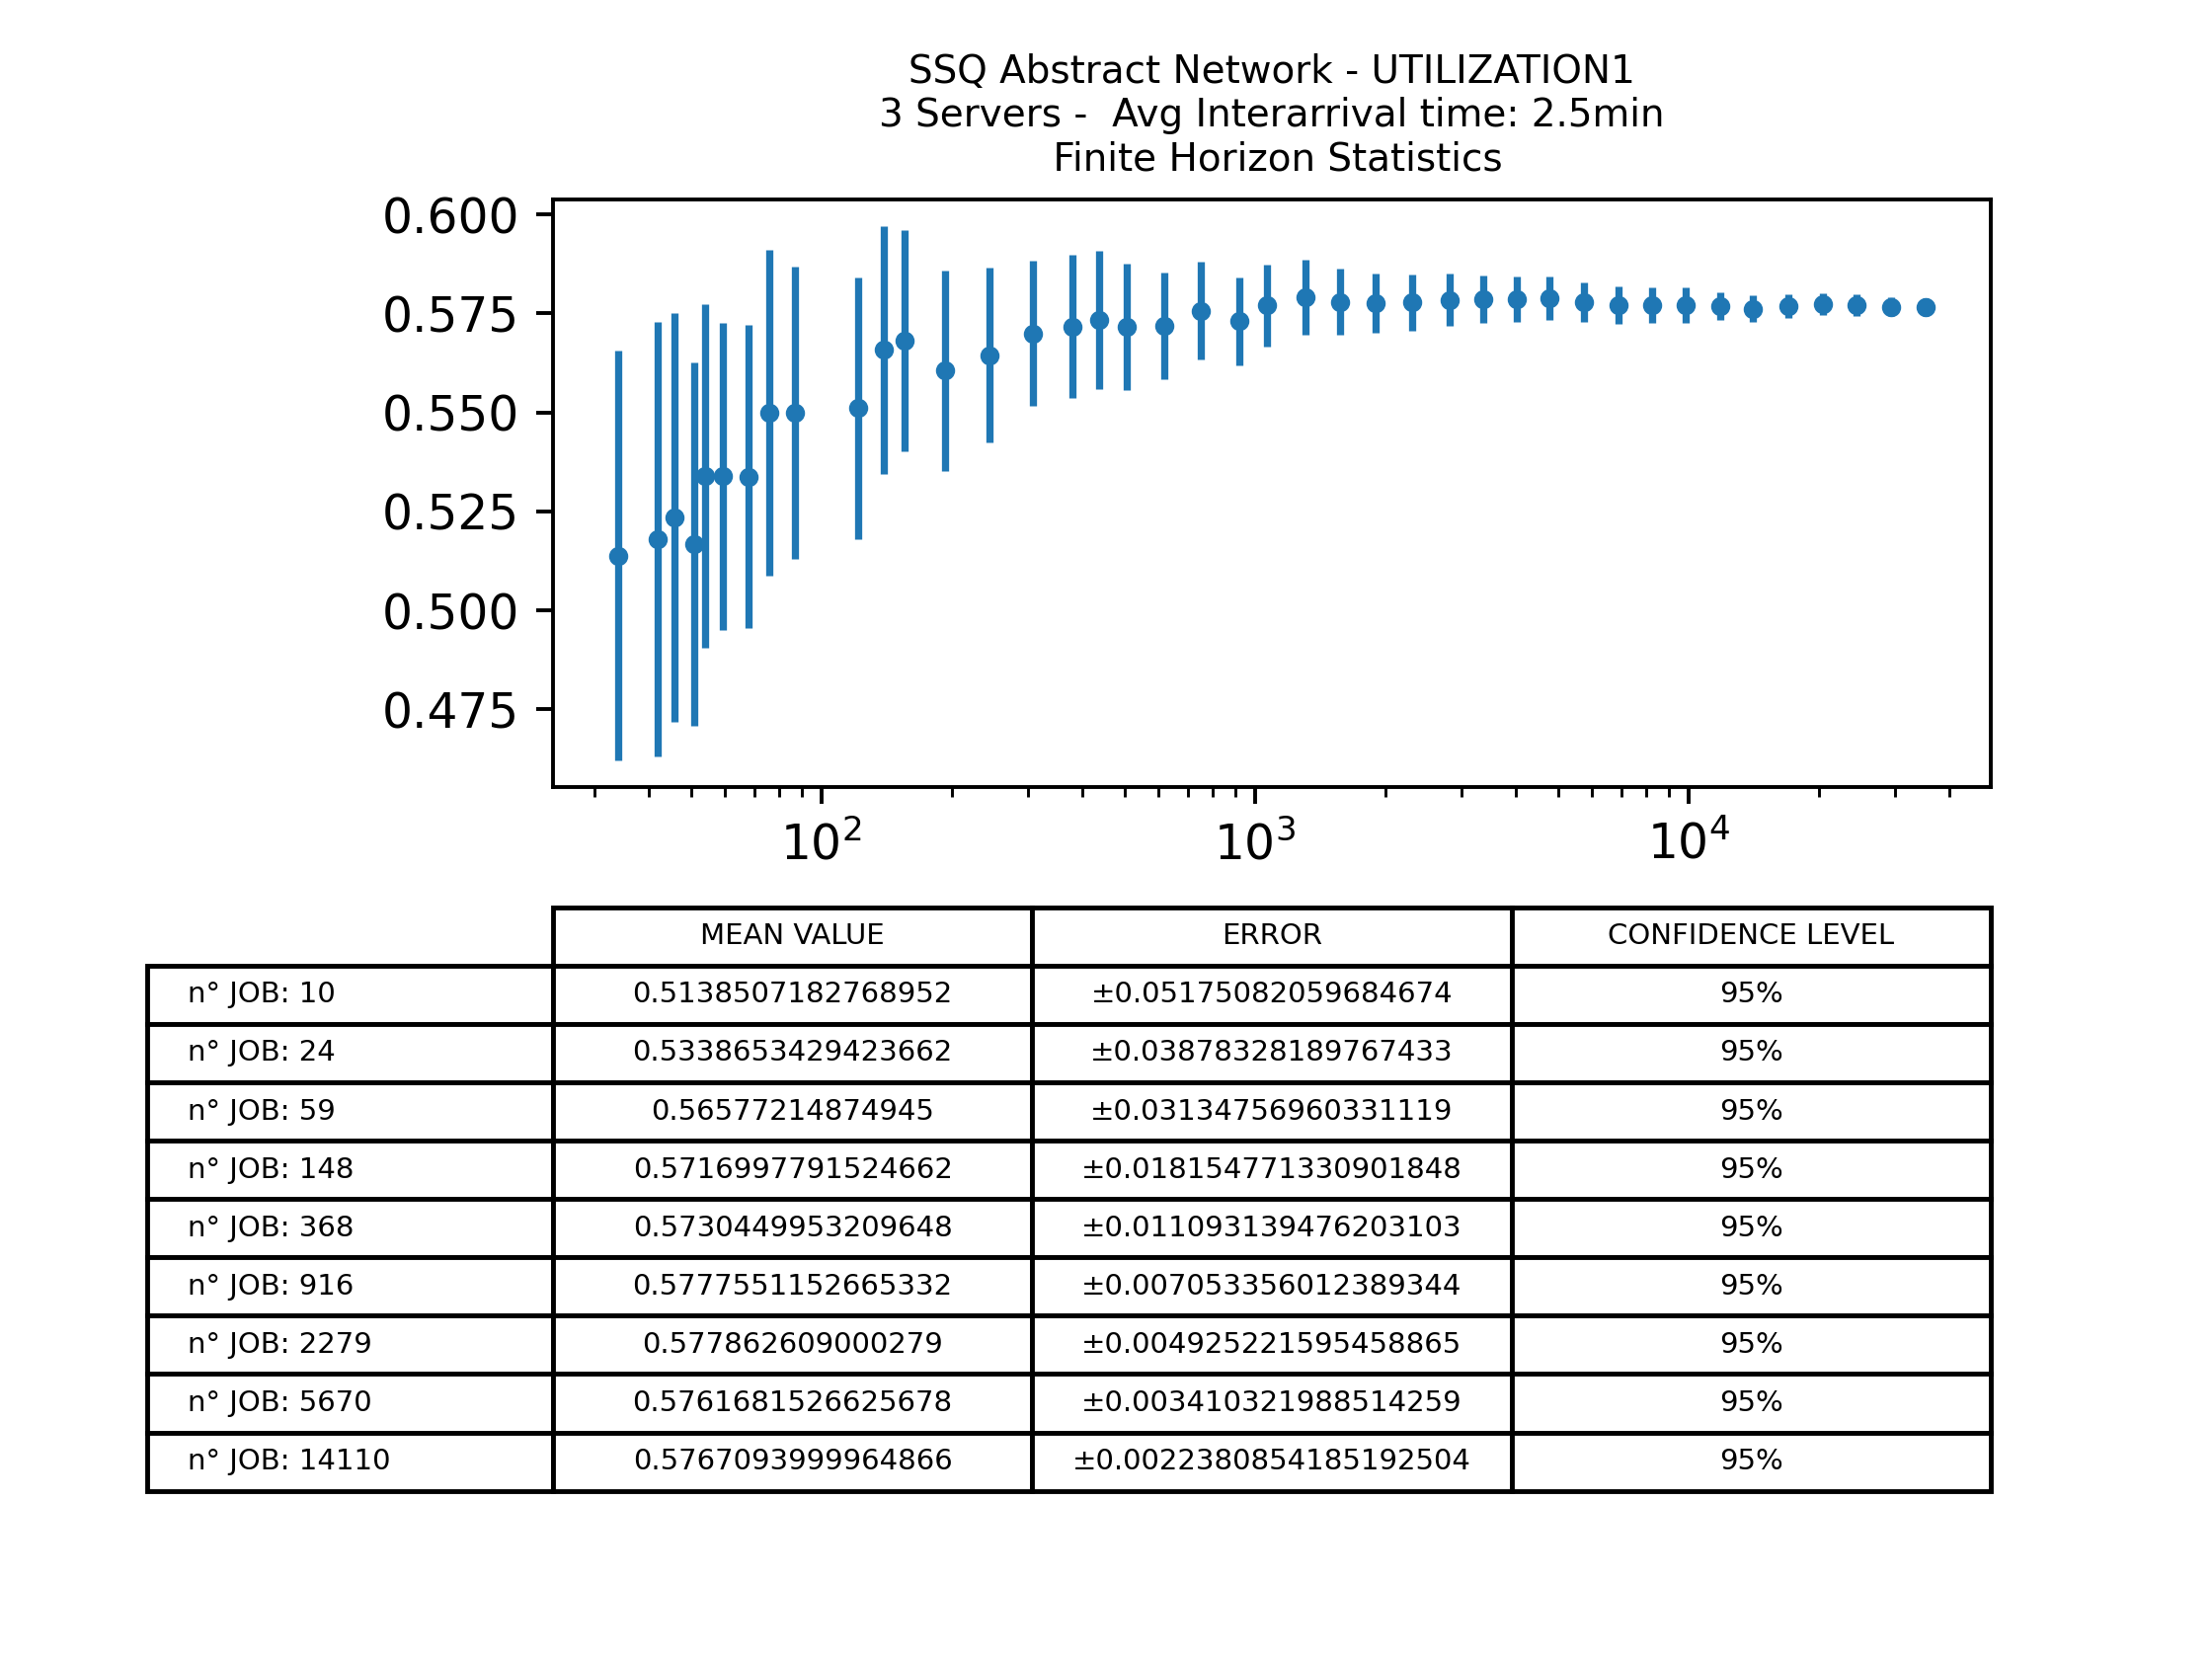 SSQ Abstract Network - UTILIZATION1
3 Servers -  Avg Interarrival time: 2.5min
Finite Horizon Statistics
0.600
0.575
0.550
0.525
0.500
0.475
10² 10³ 10⁴
MEAN VALUE ERROR CONFIDENCE LEVEL
n° JOB: 10 0.5138507182768952 ±0.05175082059684674 95%
n° JOB: 24 0.5338653429423662 ±0.03878328189767433 95%
n° JOB: 59 0.56577214874945 ±0.03134756960331119 95%
n° JOB: 148 0.5716997791524662 ±0.018154771330901848 95%
n° JOB: 368 0.5730449953209648 ±0.011093139476203103 95%
n° JOB: 916 0.5777551152665332 ±0.007053356012389344 95%
n° JOB: 2279 0.577862609000279 ±0.004925221595458865 95%
n° JOB: 5670 0.5761681526625678 ±0.003410321988514259 95%
n° JOB: 14110 0.5767093999964866 ±0.0022380854185192504 95%